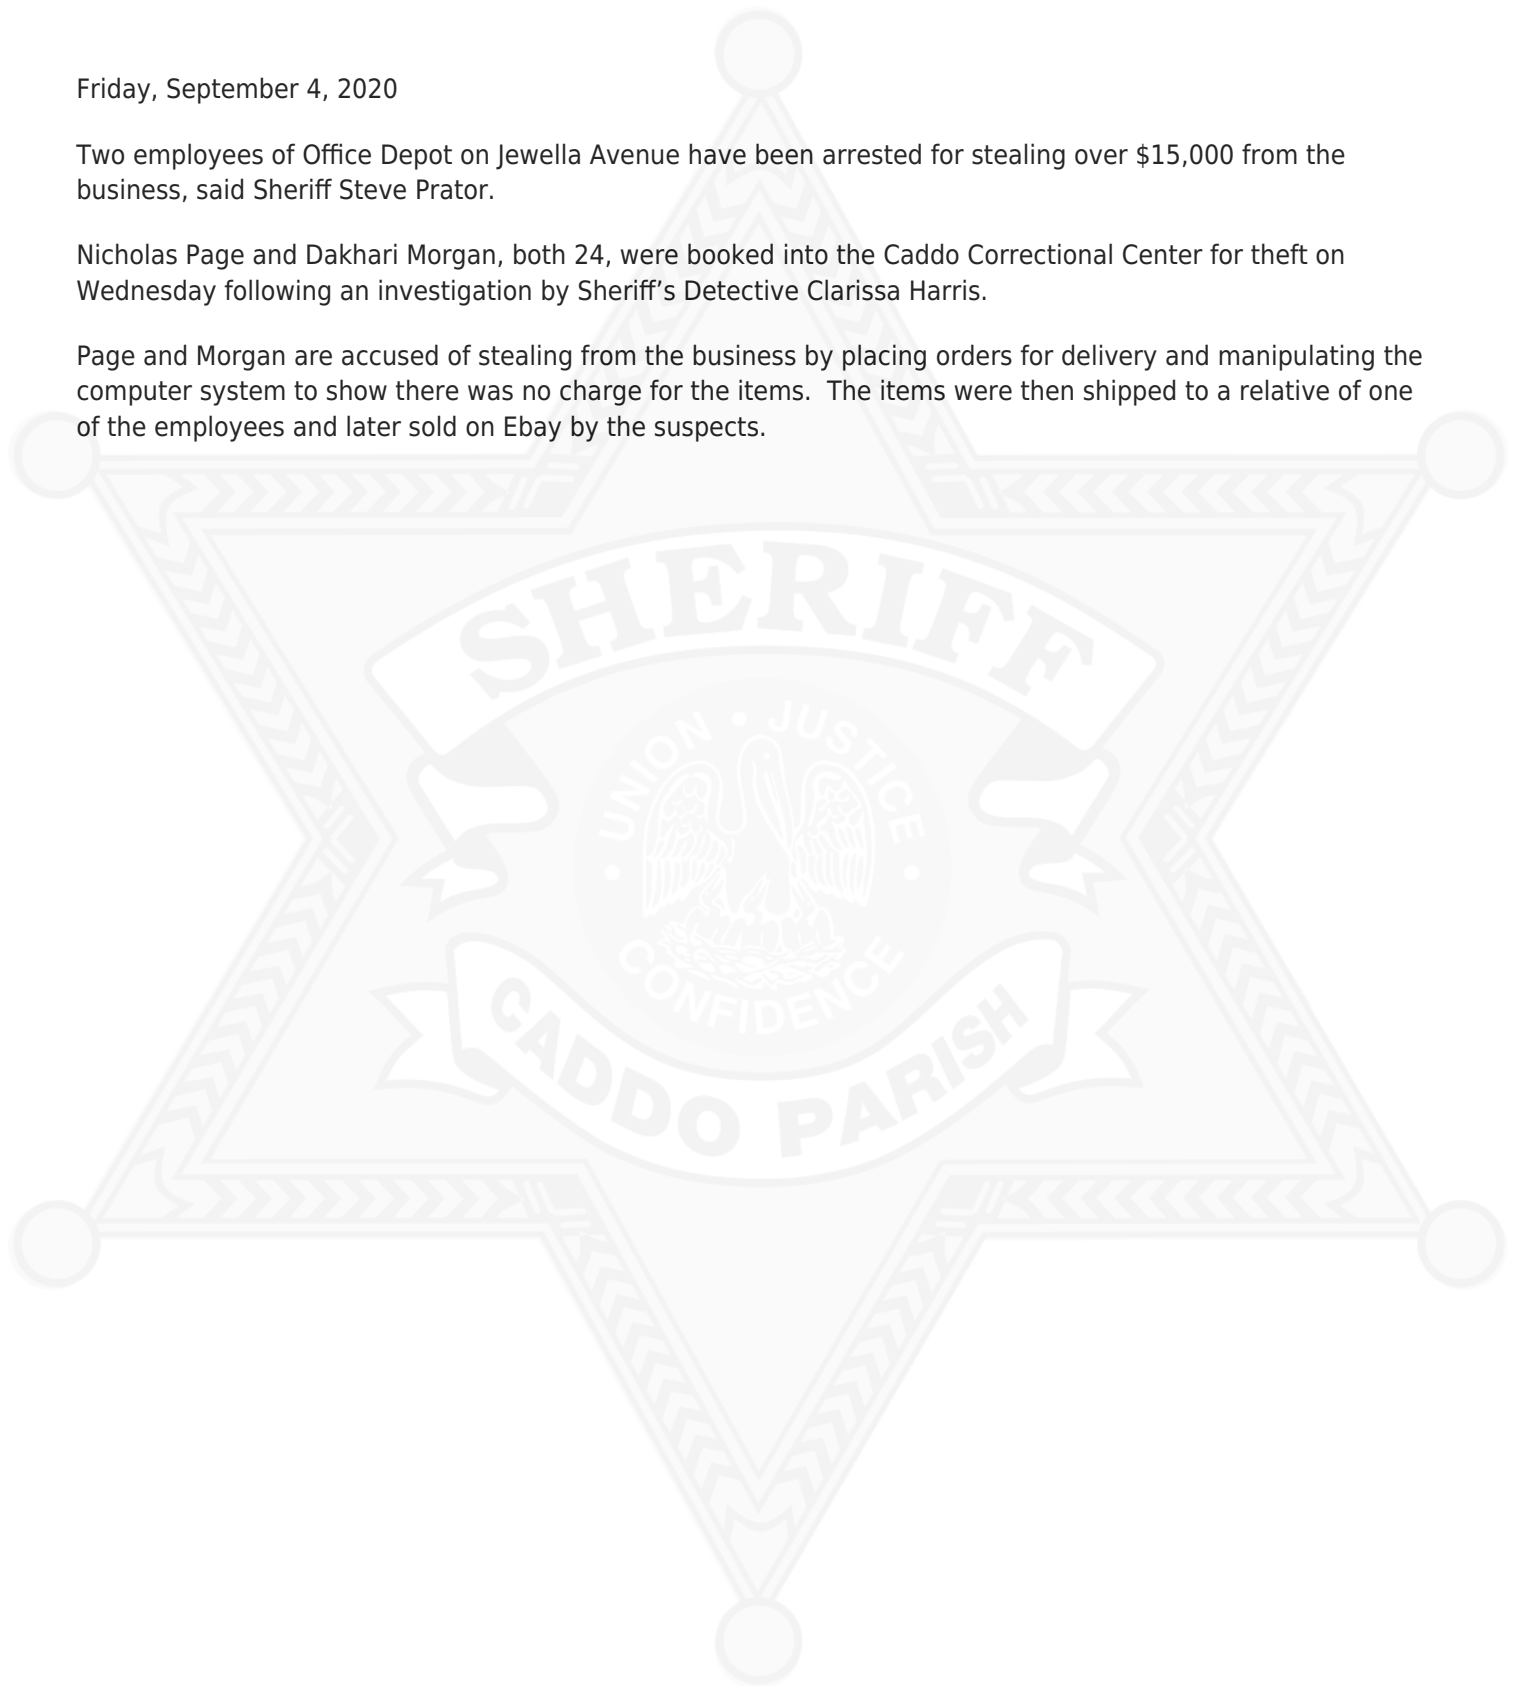 Friday, September 4, 2020
Two employees of Office Depot on Jewella Avenue have been arrested for stealing over $15,000 from the
business, said Sheriff Steve Prator.
Nicholas Page and Dakhari Morgan, both 24, were booked into the Caddo Correctional Center for theft on
Wednesday following an investigation by Sheriff’s Detective Clarissa Harris.
Page and Morgan are accused of stealing from the business by placing orders for delivery and manipulating the
computer system to show there was no charge for the items.  The items were then shipped to a relative of one
of the employees and later sold on Ebay by the suspects.
SHERIFF
UNION • JUSTICE
• CONFIDENCE •
CADDO PARISH